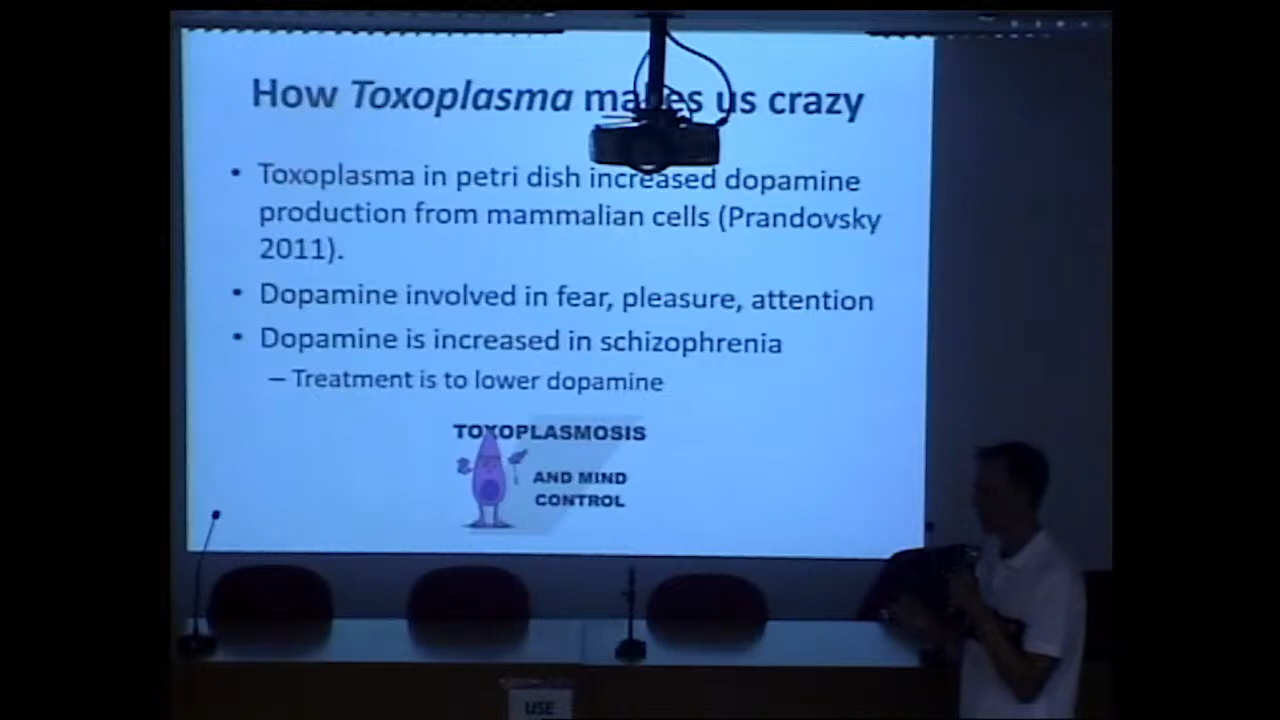 How Toxoplasma makes us crazy
• Toxoplasma in petri dish increased dopamine
production from mammalian cells (Prandovsky
2011).
• Dopamine involved in fear, pleasure, attention
• Dopamine is increased in schizophrenia
– Treatment is to lower dopamine
TOXOPLASMOSIS
AND MIND
CONTROL
USE